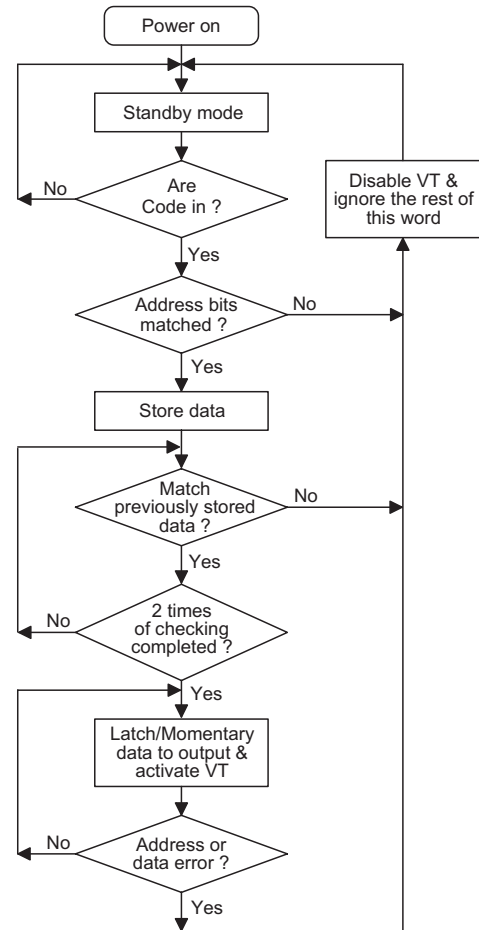 Power on
Standby mode
No
Are
Code in ?
Disable VT &
ignore the rest of
this word
Yes
Address bits
matched ?
No
Yes
Store data
Match
previously stored
data ?
No
Yes
No
2 times
of checking
completed ?
Yes
Latch/Momentary
data to output &
activate VT
No
Address or
data error ?
Yes